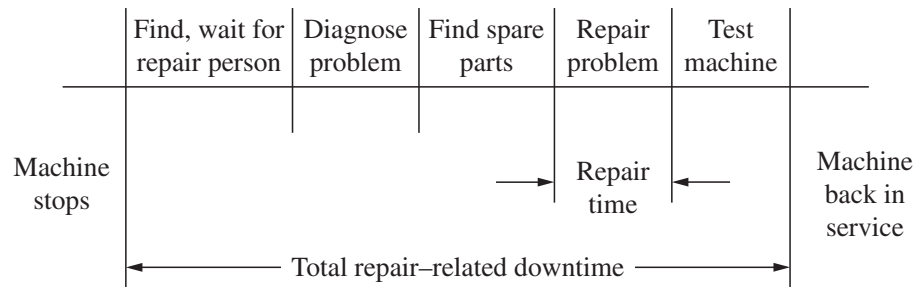 Find, wait for
repair person
Diagnose
problem
Find spare
parts
Repair
problem
Test
machine
Machine
stops
Repair
time
Machine
back in
service
Total repair–related downtime